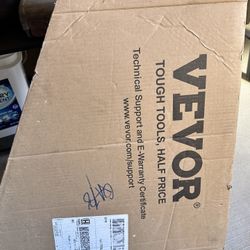 VEVOR®
TOUGH TOOLS, HALF PRICE
Technical Support and E-Warranty Certificate
www.vevor.com/support